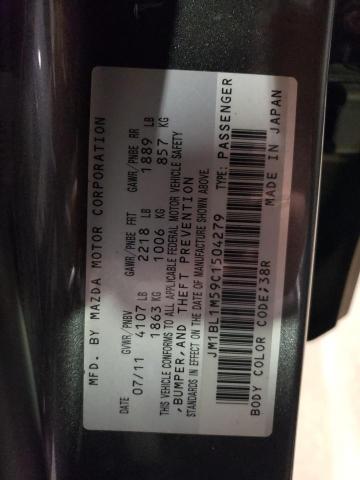 MFD. BY MAZDA MOTOR CORPORATION
DATE GVWR/PNBV GAWR/PNBE FRT GAWR/PNBE RR
07/11 4107 LB 2218 LB 1889 LB
1863 KG 1006 KG 857 KG
THIS VEHICLE CONFORMS TO ALL APPLICABLE FEDERAL MOTOR VEHICLE SAFETY
,BUMPER,AND THEFT PREVENTION
STANDARDS IN EFFECT ON THE DATE OF MANUFACTURE SHOWN ABOVE.
JM1BL1M59C1504279 TYPE: PASSENGER
BODY COLOR CODE:38R MADE IN JAPAN